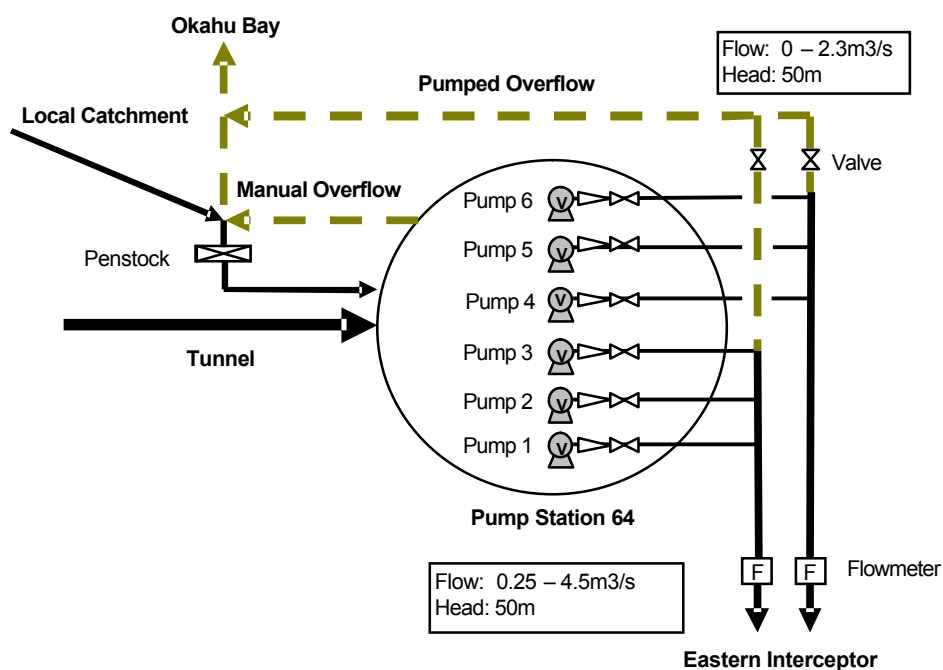 Okahu Bay
Flow: 0 – 2.3m3/s
Head: 50m
Pumped Overflow
Local Catchment
Valve
Manual Overflow
Pump 6
V
Pump 5
V
Penstock
Pump 4
V
Tunnel
Pump 3
V
Pump 2
V
Pump 1
V
Pump Station 64
Flow: 0.25 – 4.5m3/s
Head: 50m
F
F
Flowmeter
Eastern Interceptor